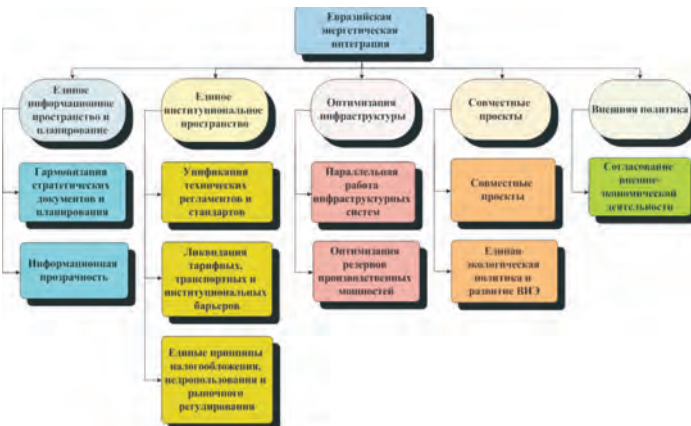 Евразийская
энергетическая
интеграция
Единое
информационное
пространство и
планирование
Единое
институциональное
пространство
Оптимизация
инфраструктуры
Совместные
проекты
Внешняя политика
Гармонизация
стратегических
документов и
планирования
Унификация
технических
регламентов и
стандартов
Параллельная
работа
инфраструктурных
систем
Совместные
проекты
Согласование
внешне-
экономической
деятельности
Информационная
прозрачность
Ликвидация
тарифных,
транспортных и
институциональных
барьеров
Оптимизация
резервов
производственных
мощностей
Единая
экологическая
политика и
развитие ВИЭ
Единые принципы
налогообложения,
недропользования и
рыночного
регулирования